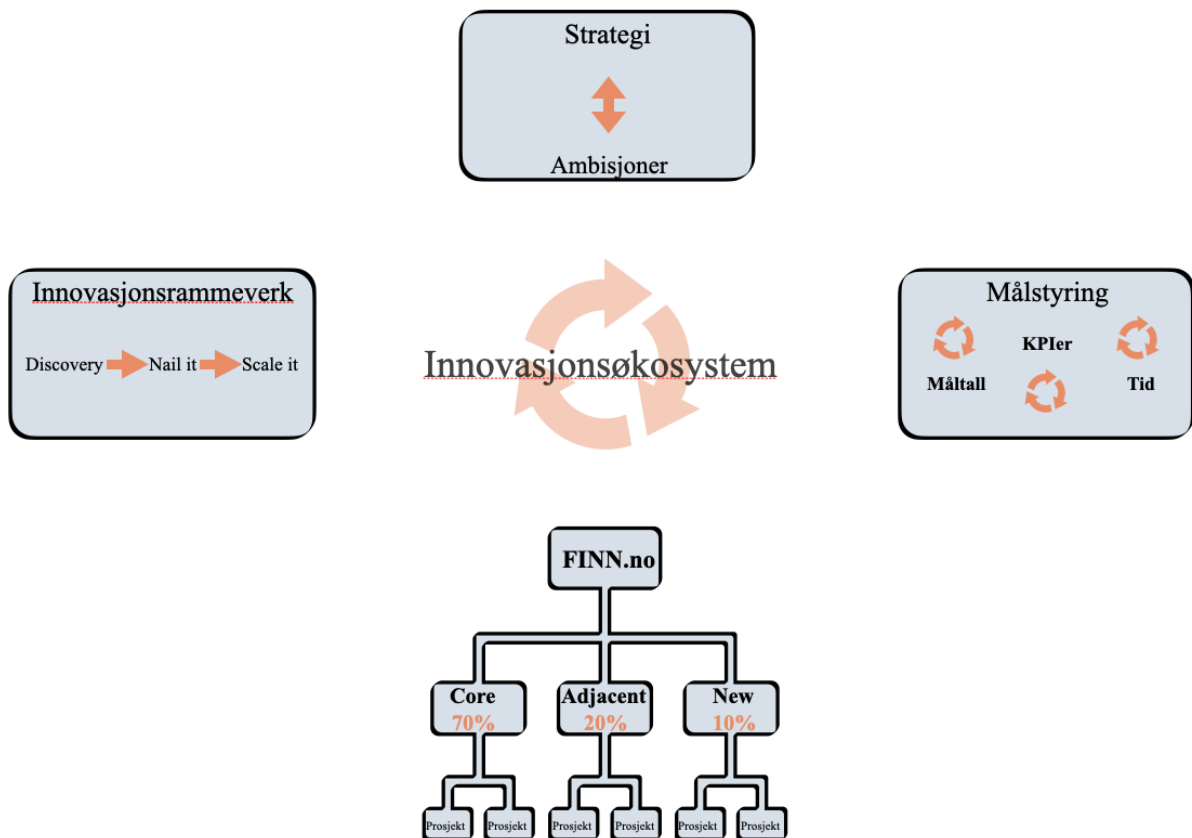 Strategi
Ambisjoner
Innovasjonsrammeverk
Discovery Nail it Scale it
Innovasjonsøkosystem
Målstyring
KPIer
Måltall Tid
FINN.no
Core Adjacent New
70% 20% 10%
Prosjekt Prosjekt Prosjekt Prosjekt Prosjekt Prosjekt